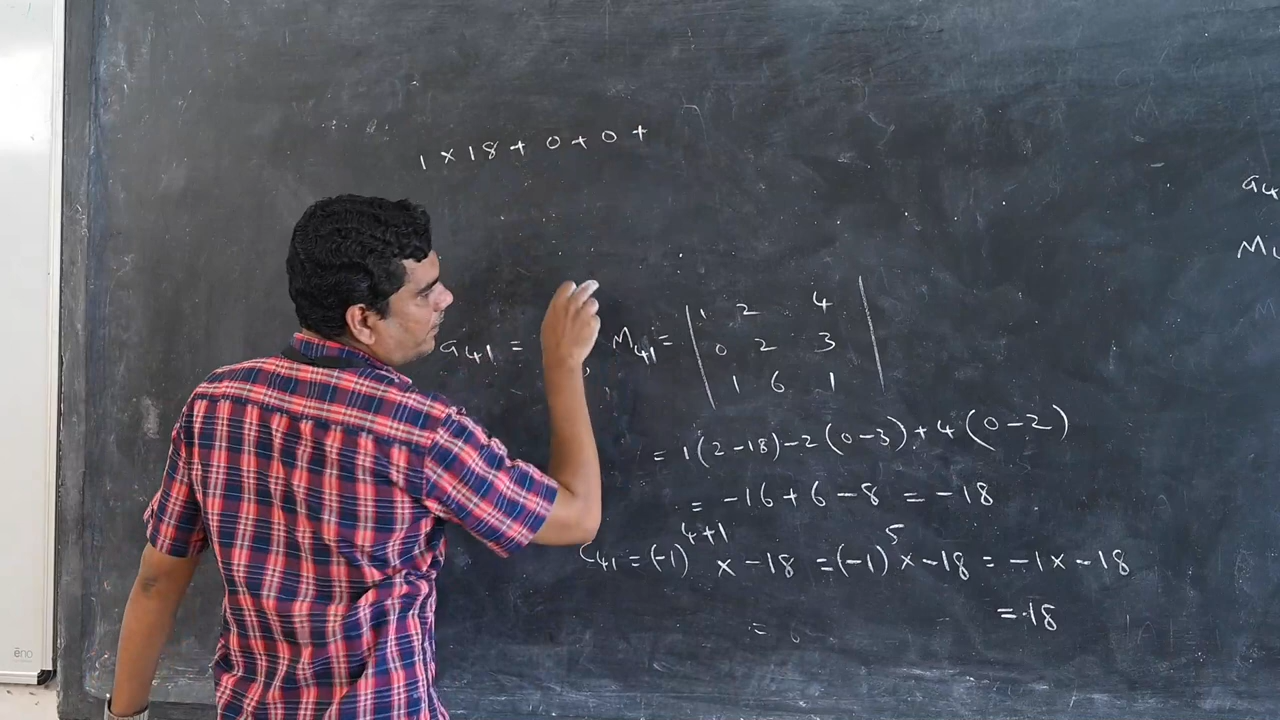 1 × 18 + 0 + 0 +
a41 = , M41 = | 1 2 4 |
| 0 2 3 |
| 1 6 1 |
= 1(2-18)-2(0-3)+4(0-2)
= -16+6-8 = -18
C41 = (-1)^4+1 × -18 = (-1)^5 × -18 = -1 × -18
= 18
=
a4
M
ēno